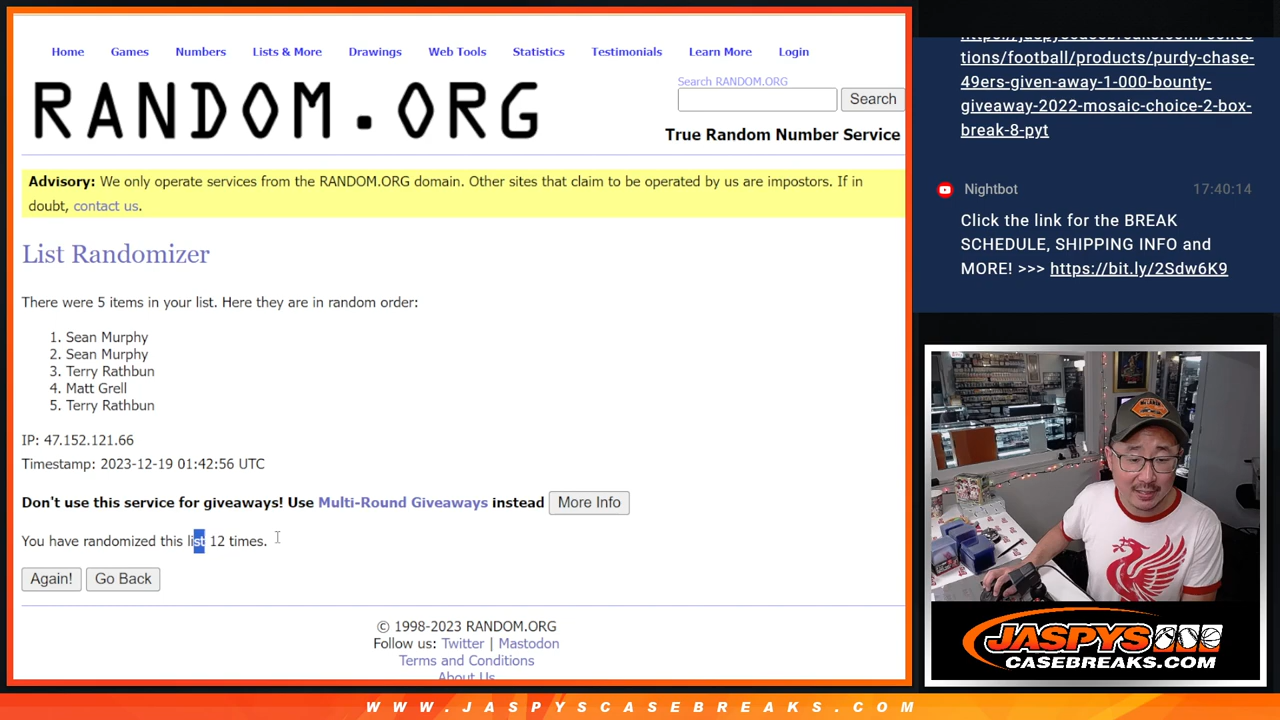 Home Games Numbers Lists & More Drawings Web Tools Statistics Testimonials Learn More Login
RANDOM.ORG
Search RANDOM.ORG
Search
True Random Number Service
Advisory: We only operate services from the RANDOM.ORG domain. Other sites that claim to be operated by us are impostors. If in
doubt, contact us.
List Randomizer
There were 5 items in your list. Here they are in random order:
1. Sean Murphy
2. Sean Murphy
3. Terry Rathbun
4. Matt Grell
5. Terry Rathbun
IP: 47.152.121.66
Timestamp: 2023-12-19 01:42:56 UTC
Don't use this service for giveaways! Use Multi-Round Giveaways instead More Info
You have randomized this list 12 times.
Again! Go Back
© 1998-2023 RANDOM.ORG
Follow us: Twitter | Mastodon
Terms and Conditions
About Us
https://jaspyscasebreaks.com/collec
tions/football/products/purdy-chase-
49ers-given-away-1-000-bounty-
giveaway-2022-mosaic-choice-2-box-
break-8-pyt
Nightbot 17:40:14
Click the link for the BREAK
SCHEDULE, SHIPPING INFO and
MORE! >>> https://bit.ly/2Sdw6K9
JASPYS
CASEBREAKS.COM
WWW.JASPYSCASEBREAKS.COM